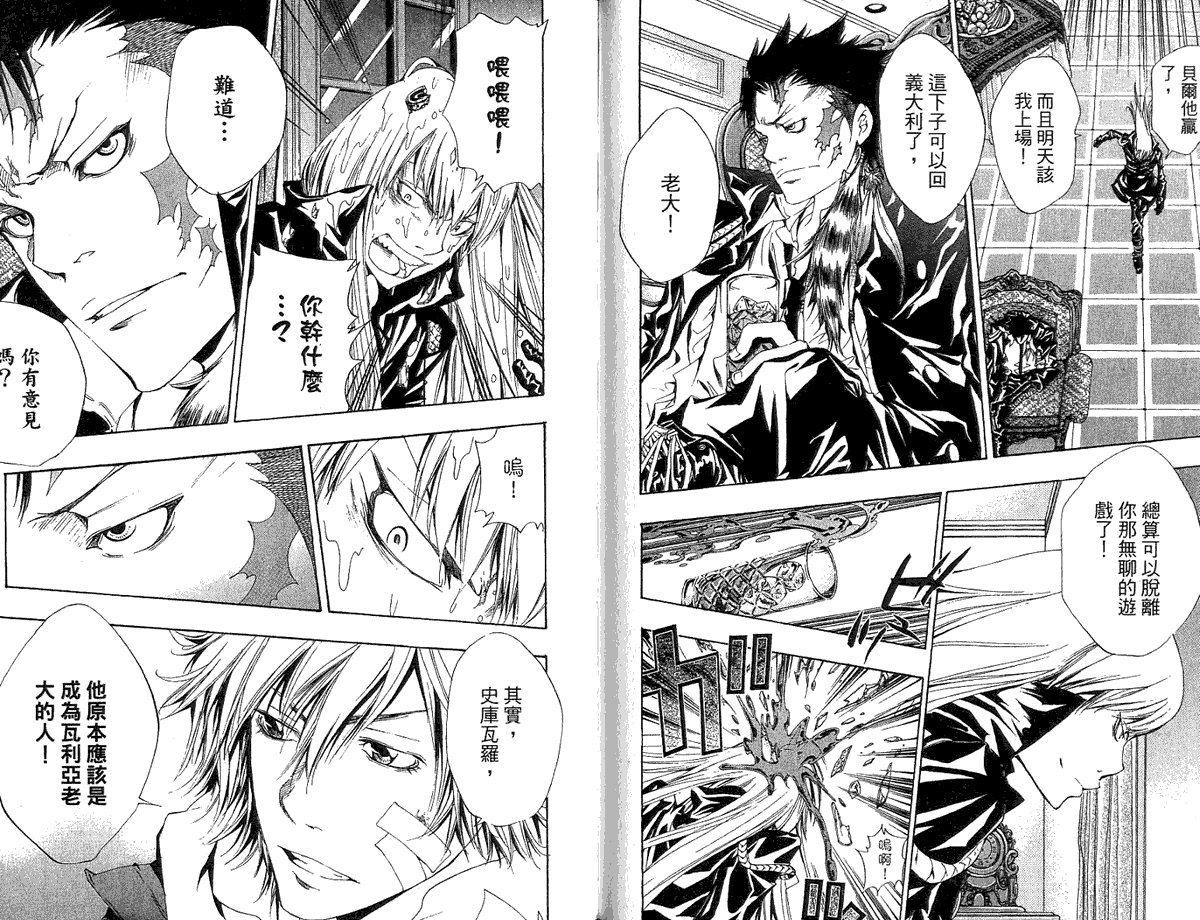 貝爾他贏
了，
而且明天該
我上場！
這下子可以回
義大利了，
老大！
總算可以脫離
你那無聊的遊
戲了！
ガッ
嗚啊！
喂喂喂！
你幹什麼
…？
難道…
你有意見
嗎？
嗚！
其實，
史庫瓦羅，
他原本應該是
成為瓦利亞老
大的人！